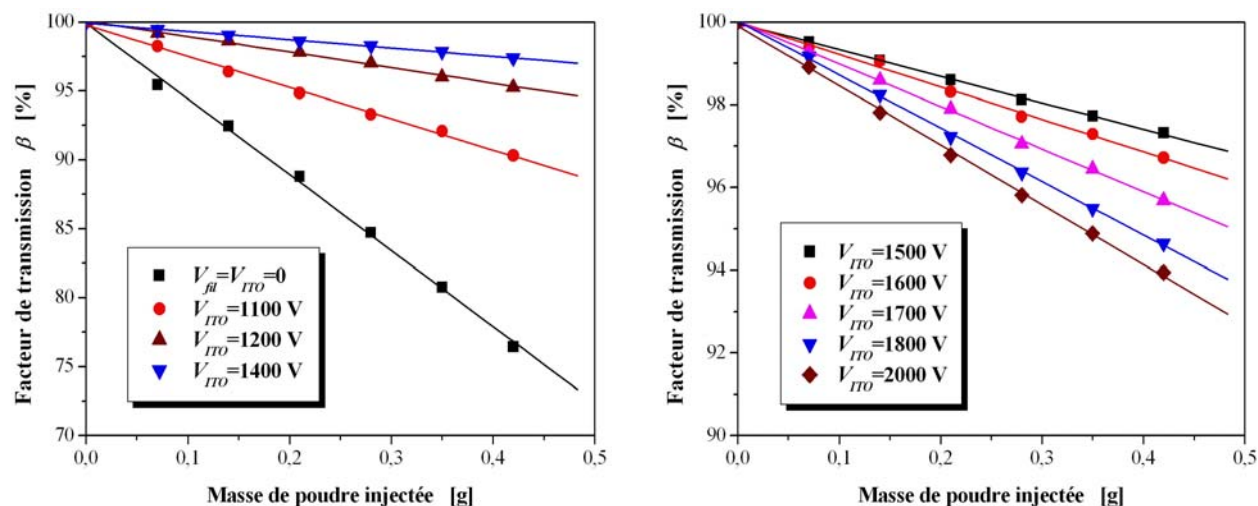 100
95
90
85
80
75
70
Facteur de transmission β [%]
V_fil=V_ITO=0
V_ITO=1100 V
V_ITO=1200 V
V_ITO=1400 V
0,0 0,1 0,2 0,3 0,4 0,5
Masse de poudre injectée [g]
100
98
96
94
92
90
Facteur de transmission β [%]
V_ITO=1500 V
V_ITO=1600 V
V_ITO=1700 V
V_ITO=1800 V
V_ITO=2000 V
0,0 0,1 0,2 0,3 0,4 0,5
Masse de poudre injectée [g]